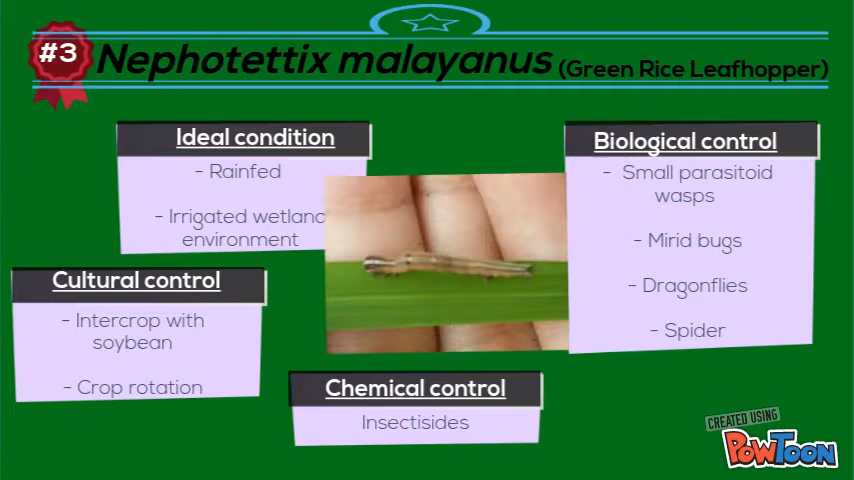 #3 Nephotettix malayanus (Green Rice Leafhopper)
Ideal condition
- Rainfed
- Irrigated wetland
environment
Biological control
- Small parasitoid
wasps
- Mirid bugs
- Dragonflies
- Spider
Cultural control
- Intercrop with
soybean
- Crop rotation
Chemical control
Insectisides
CREATED USING
POWTOON